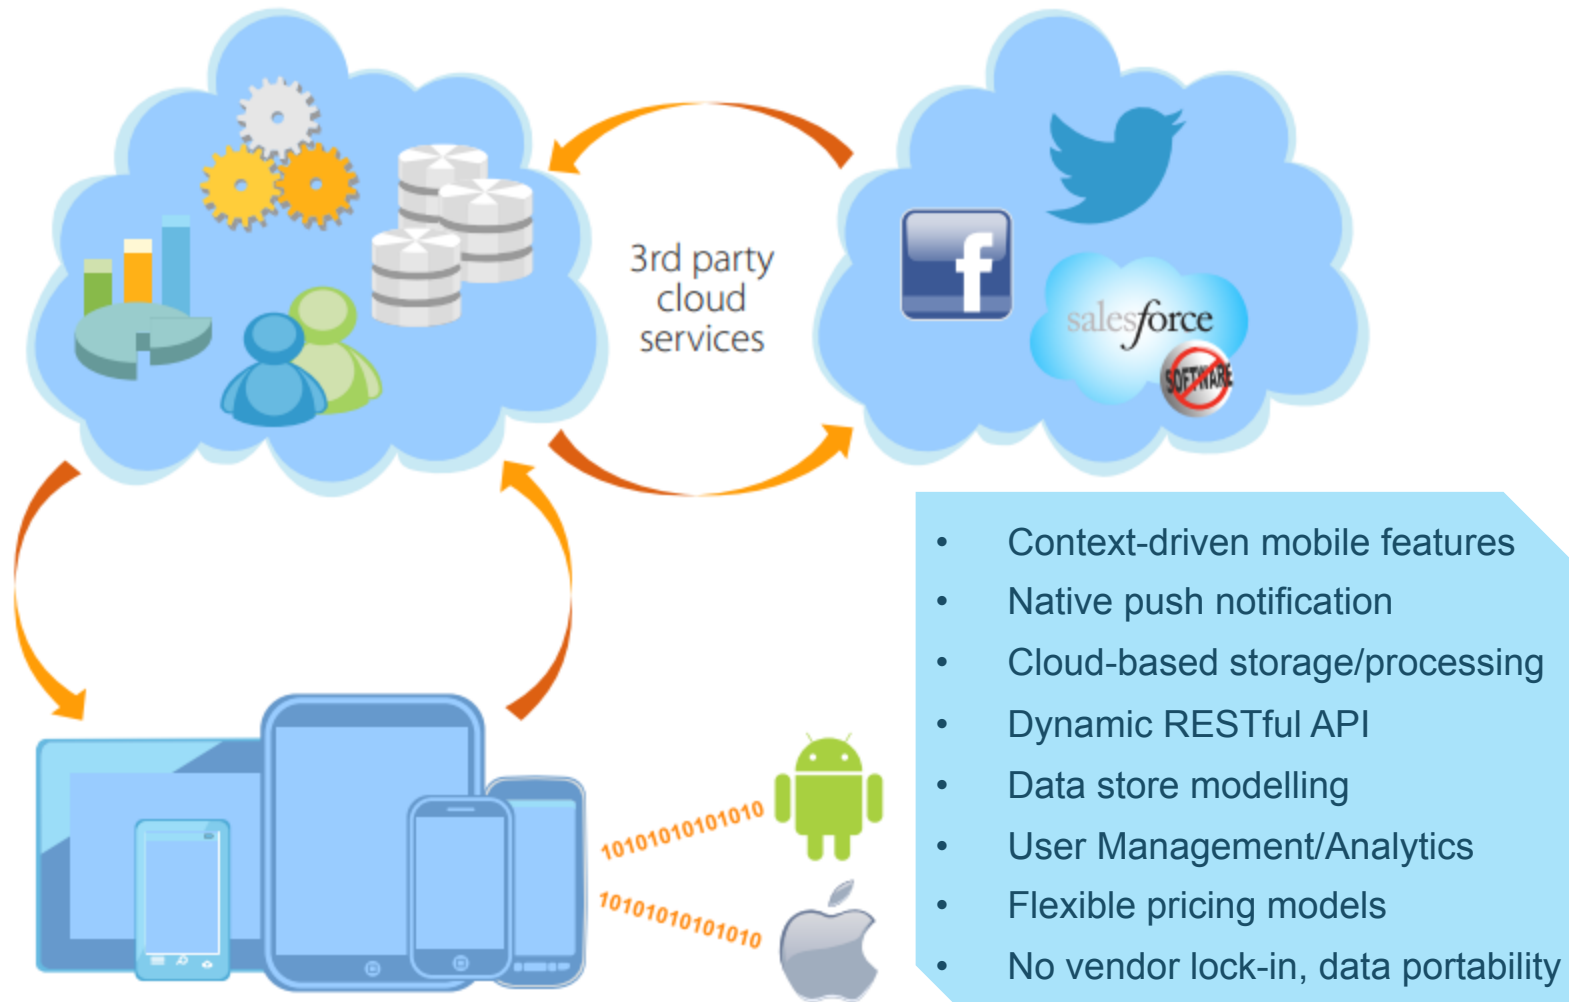 3rd party
cloud
services
f
salesforce
SOFTWARE
10101010101010
10101010101010
• Context-driven mobile features
• Native push notification
• Cloud-based storage/processing
• Dynamic RESTful API
• Data store modelling
• User Management/Analytics
• Flexible pricing models
• No vendor lock-in, data portability